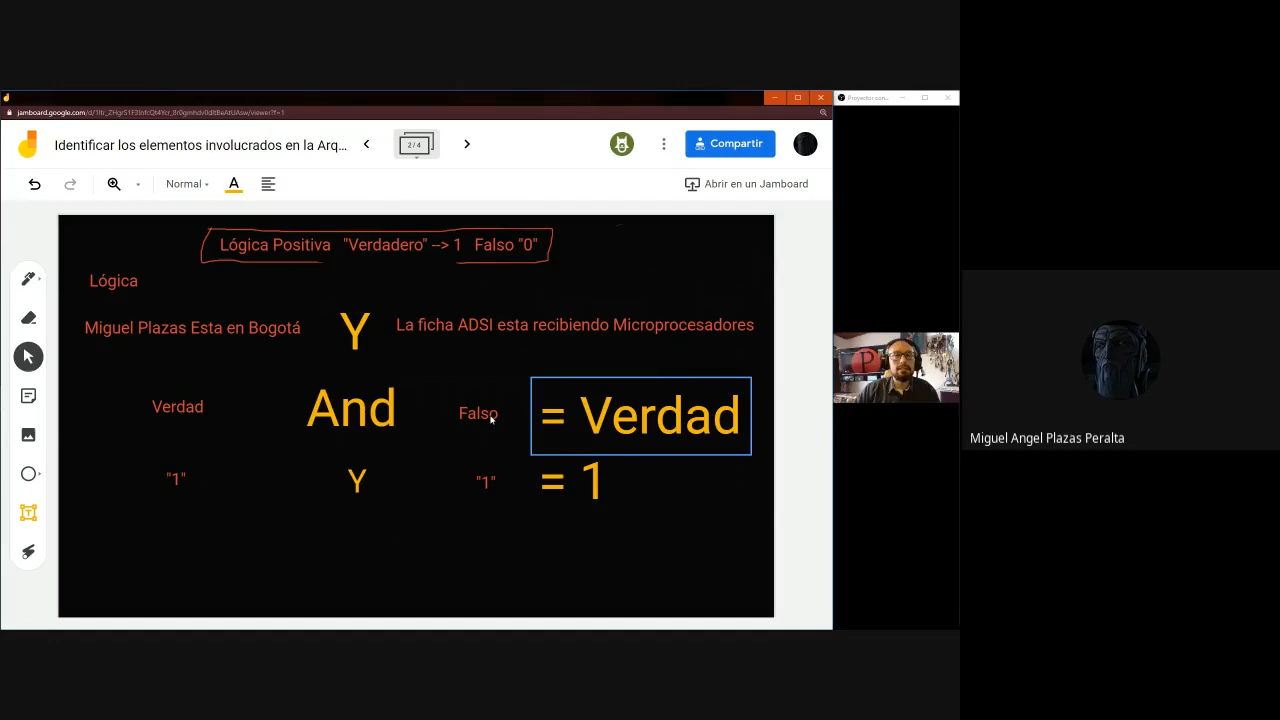 Proyector con...
Identificar los elementos involucrados en la Arq...
2 / 4
Compartir
Normal
A
Abrir en un Jamboard
Lógica Positiva "Verdadero" --> 1 Falso "0"
Lógica
Miguel Plazas Esta en Bogotá
Y
La ficha ADSI esta recibiendo Microprocesadores
Verdad
And
Falso
= Verdad
"1"
Y
"1"
= 1
P
T
Miguel Angel Plazas Peralta